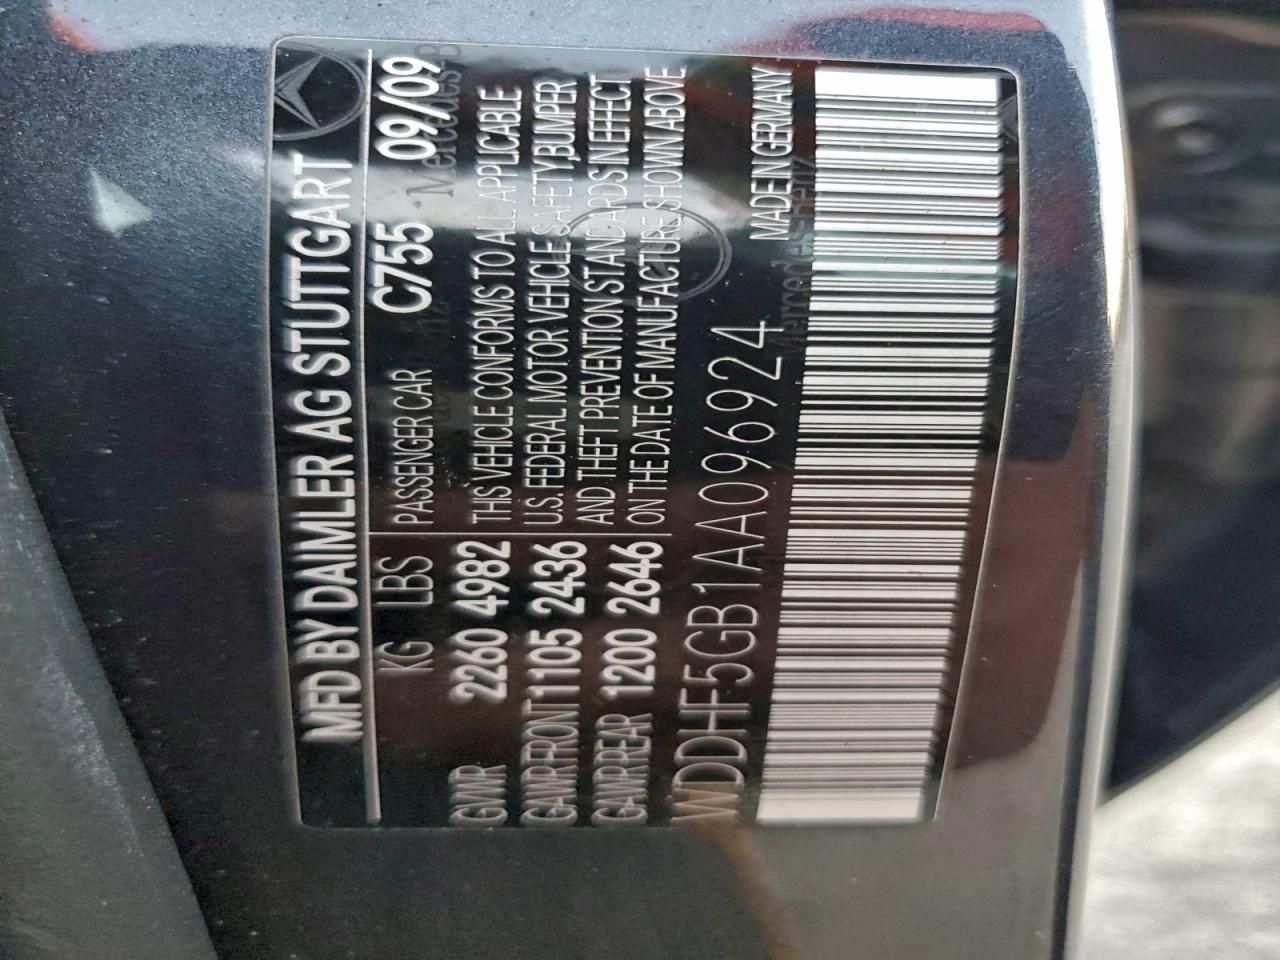 MFD BY DAIMLER AG STUTTGART
KG LBS PASSENGER CAR C755 09/09
GVWR 2260 4982 THIS VEHICLE CONFORMS TO ALL APPLICABLE
GAWR FRONT 1105 2436 U.S. FEDERAL MOTOR VEHICLE SAFETY, BUMPER
GAWR REAR 1200 2646 AND THEFT PREVENTION STANDARDS IN EFFECT
ON THE DATE OF MANUFACTURE SHOWN ABOVE
WDDHF5GB1AA096924 MADE IN GERMANY
Mercedes-Benz